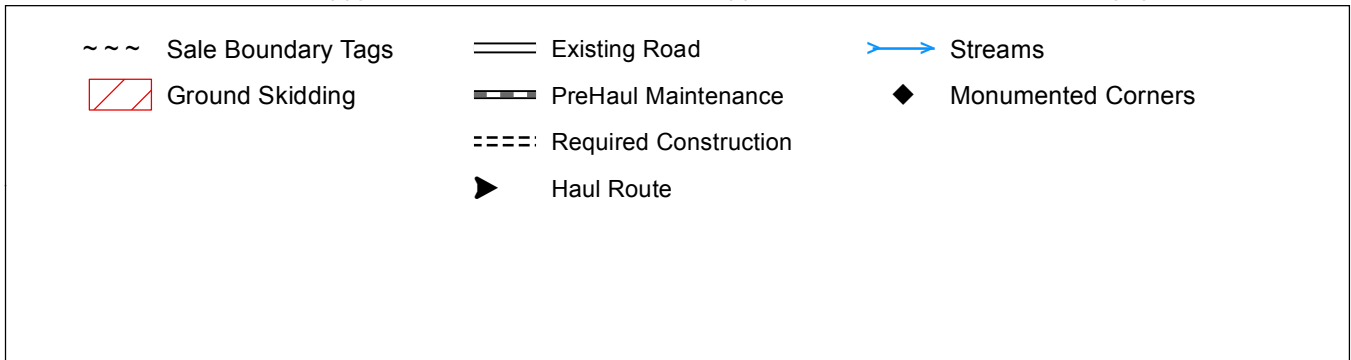 ~ ~ ~ Sale Boundary Tags
Ground Skidding
Existing Road
PreHaul Maintenance
Required Construction
Haul Route
Streams
Monumented Corners